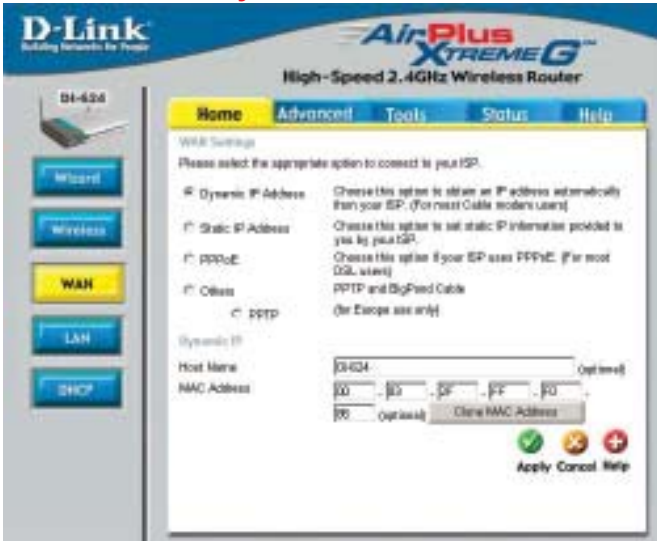 D-Link
Building Networks for People
AirPlus
XTREME G™
High-Speed 2.4GHz Wireless Router
DI-624
Home Advanced Tools Status Help
Wizard
Wireless
WAN
LAN
DHCP
WAN Settings
Please select the appropriate option to connect to your ISP.
Dynamic IP Address Choose this option to obtain an IP address automatically
from your ISP. (For most Cable modem users)
Static IP Address Choose this option to set static IP information provided to
you by your ISP.
PPPoE Choose this option if your ISP uses PPPoE. (For most
DSL users)
Others PPTP and BigPond Cable
PPTP (for Europe use only)
Dynamic IP
Host Name DI-624 (optional)
MAC Address 00 - - - FF - F0 -
(optional) Clone MAC Address
Apply Cancel Help